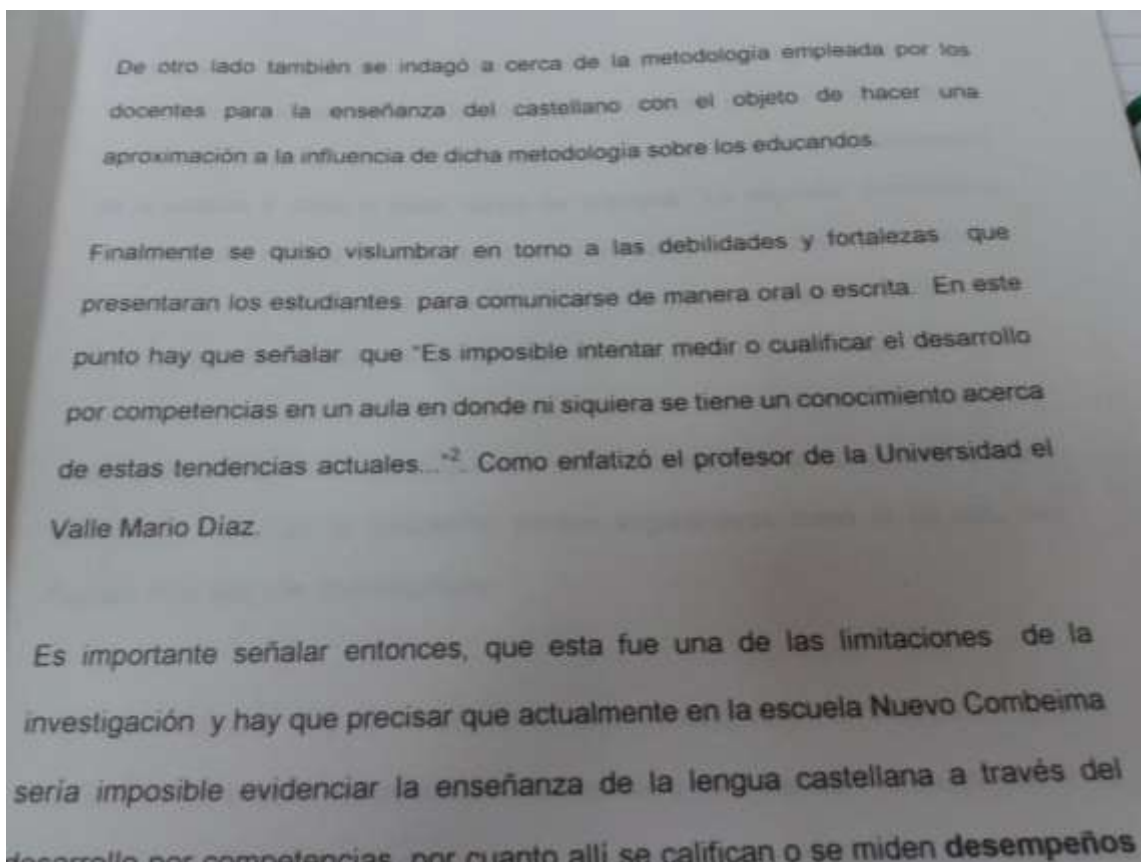 De otro lado también se indagó a cerca de la metodología empleada por los
docentes para la enseñanza del castellano con el objeto de hacer una
aproximación a la influencia de dicha metodología sobre los educandos.
Finalmente se quiso vislumbrar en torno a las debilidades y fortalezas que
presentaran los estudiantes para comunicarse de manera oral o escrita. En este
punto hay que señalar que "Es imposible intentar medir o cualificar el desarrollo
por competencias en un aula en donde ni siquiera se tiene un conocimiento acerca
de estas tendencias actuales..."2. Como enfatizó el profesor de la Universidad el
Valle Mario Díaz.
Es importante señalar entonces, que esta fue una de las limitaciones de la
investigación y hay que precisar que actualmente en la escuela Nuevo Combeima
sería imposible evidenciar la enseñanza de la lengua castellana a través del
desarrollo por competencias, por cuanto allí se califican o se miden desempeños